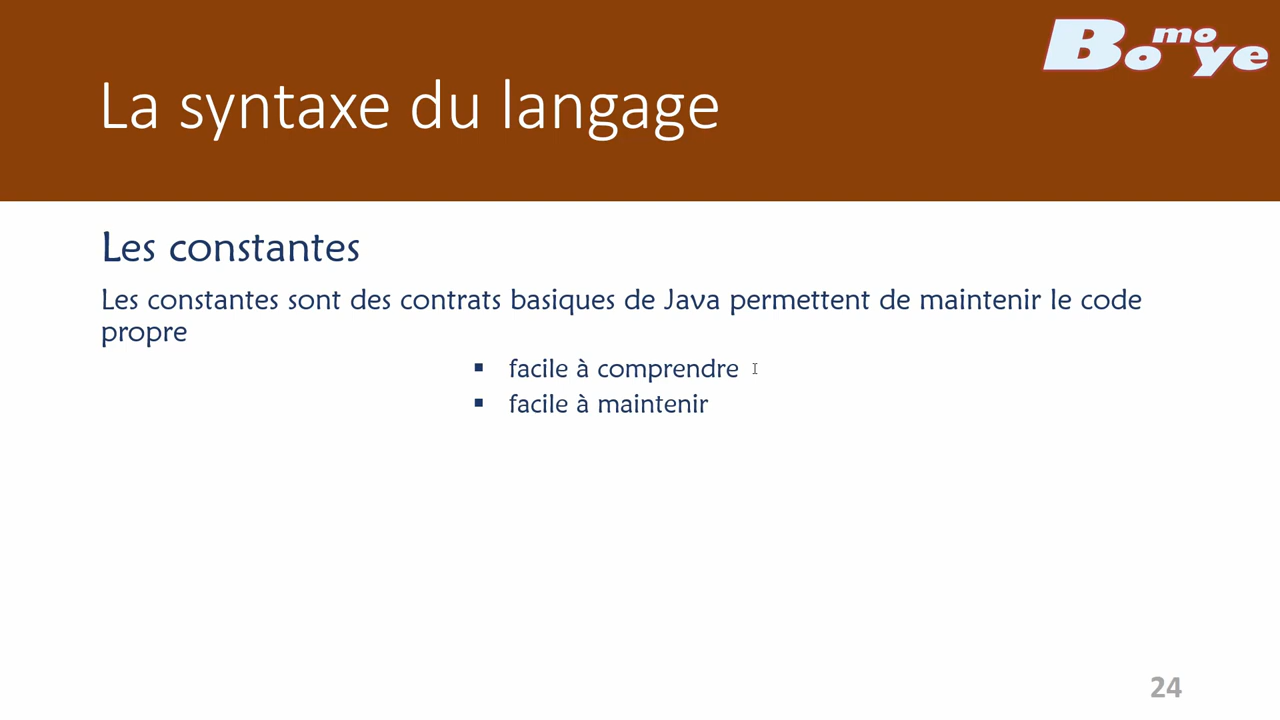 Bomoye
La syntaxe du langage
Les constantes
Les constantes sont des contrats basiques de Java permettent de maintenir le code
propre
▪ facile à comprendre
▪ facile à maintenir
24